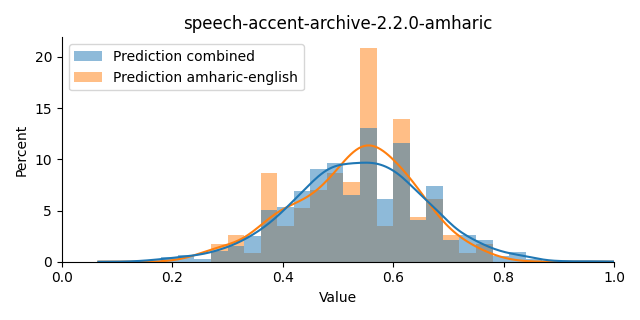 speech-accent-archive-2.2.0-amharic
Prediction combined
Prediction amharic-english
Percent
20
15
10
5
0
0.0 0.2 0.4 0.6 0.8 1.0
Value